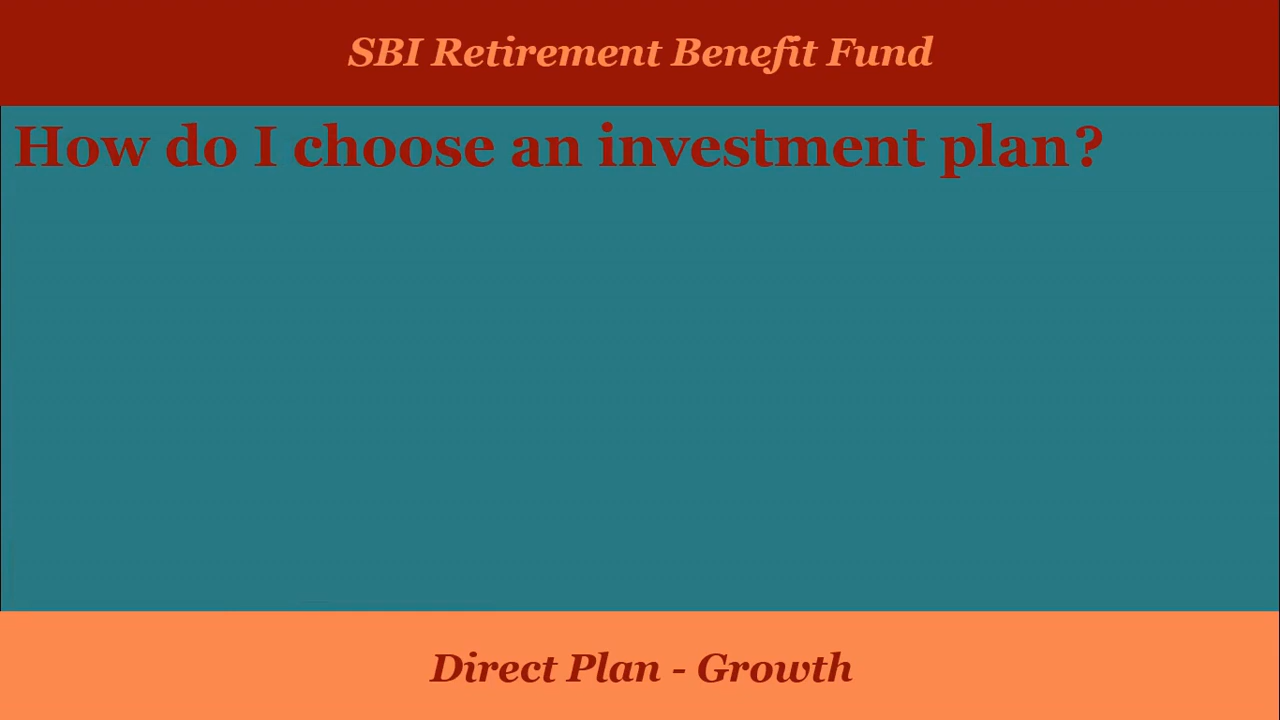 SBI Retirement Benefit Fund
How do I choose an investment plan?
Direct Plan - Growth